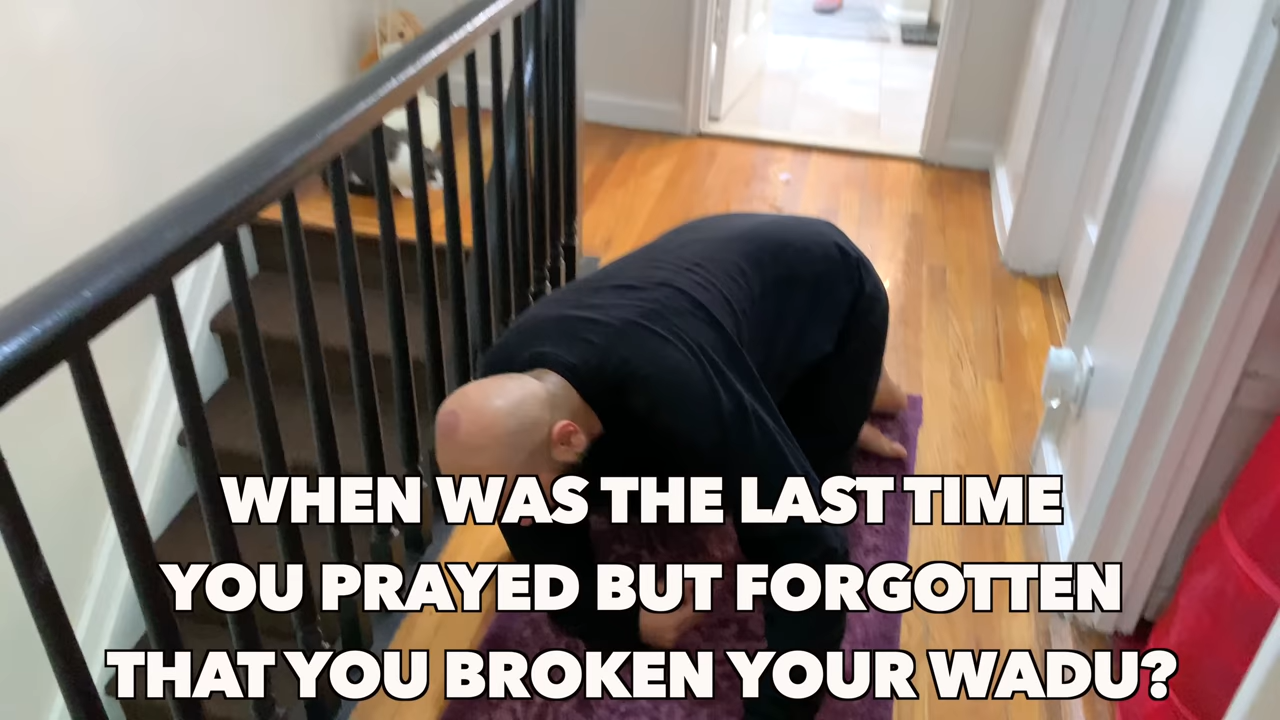 WHEN WAS THE LAST TIME
YOU PRAYED BUT FORGOTTEN
THAT YOU BROKEN YOUR WADU?